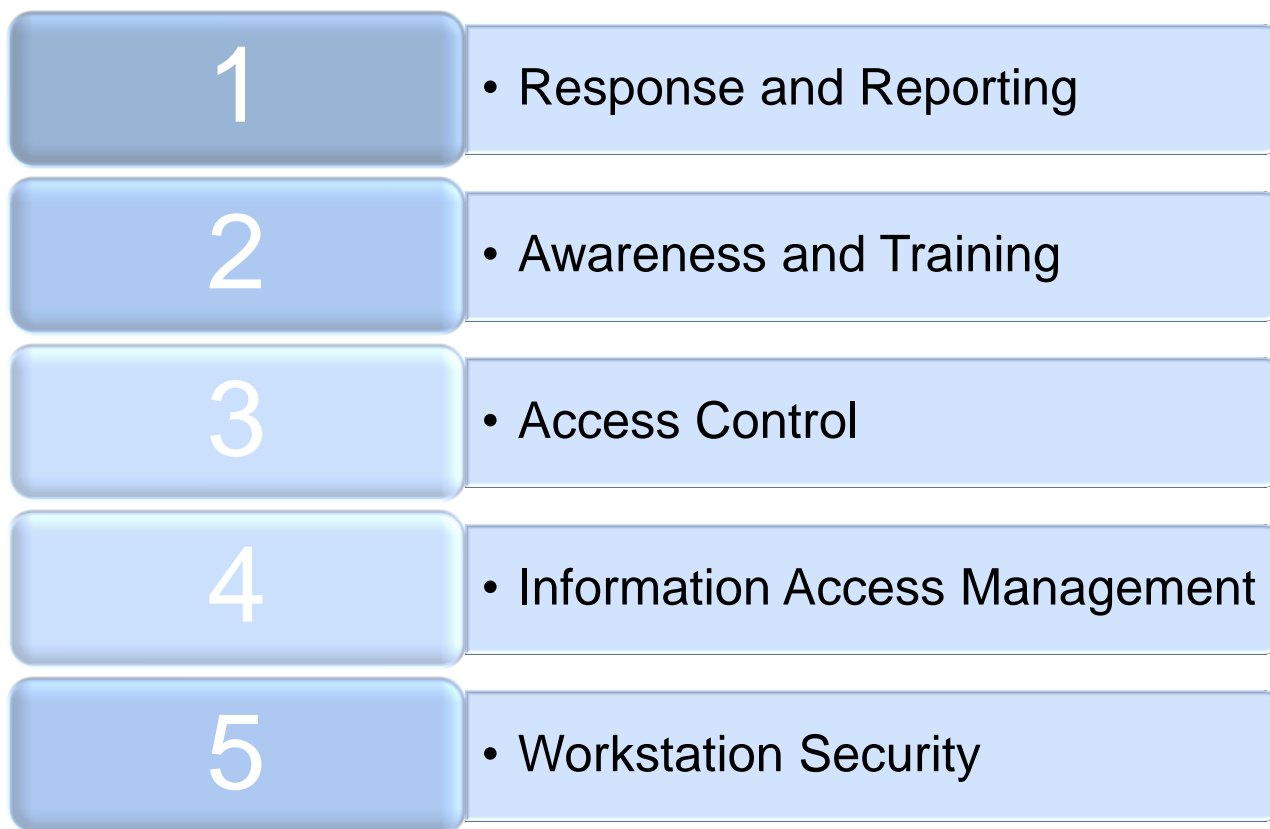 1
• Response and Reporting
2
• Awareness and Training
3
• Access Control
4
• Information Access Management
5
• Workstation Security